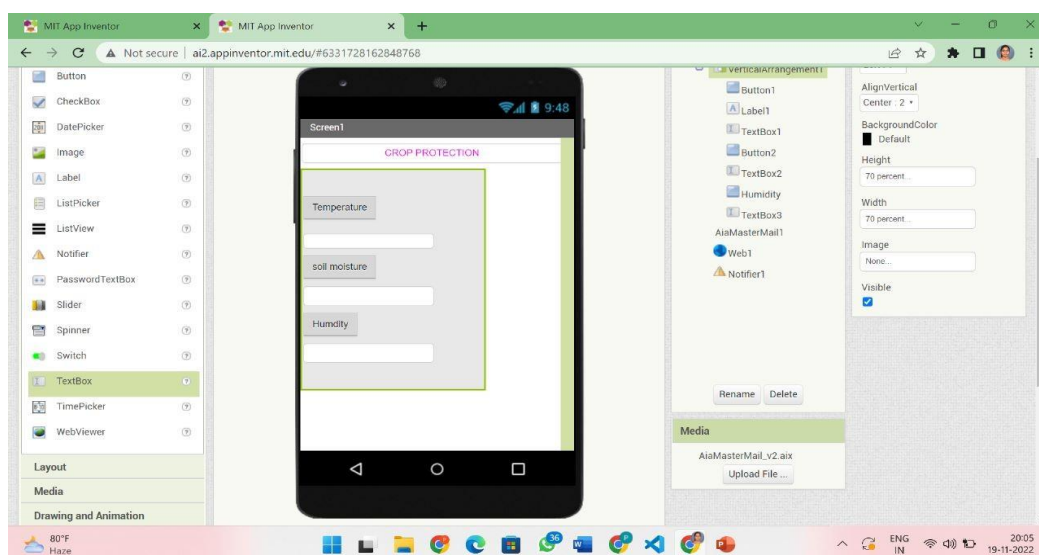 MIT App Inventor
MIT App Inventor
Not secure | ai2.appinventor.mit.edu/#6331728162848768
Button
CheckBox
DatePicker
Image
Label
ListPicker
ListView
Notifier
PasswordTextBox
Slider
Spinner
Switch
TextBox
TimePicker
WebViewer
Layout
Media
Drawing and Animation
9:48
Screen1
CROP PROTECTION
Temperature
soil moisture
Humdity
VerticalArrangement1
Button1
Label1
TextBox1
Button2
TextBox2
Humidity
TextBox3
AiaMasterMail1
Web1
Notifier1
Rename Delete
Media
AiaMasterMail_v2.aix
Upload File ...
AlignVertical
Center : 2
BackgroundColor
Default
Height
70 percent...
Width
70 percent...
Image
None...
Visible
80°F
Haze
36
ENG
IN
20:05
19-11-2022